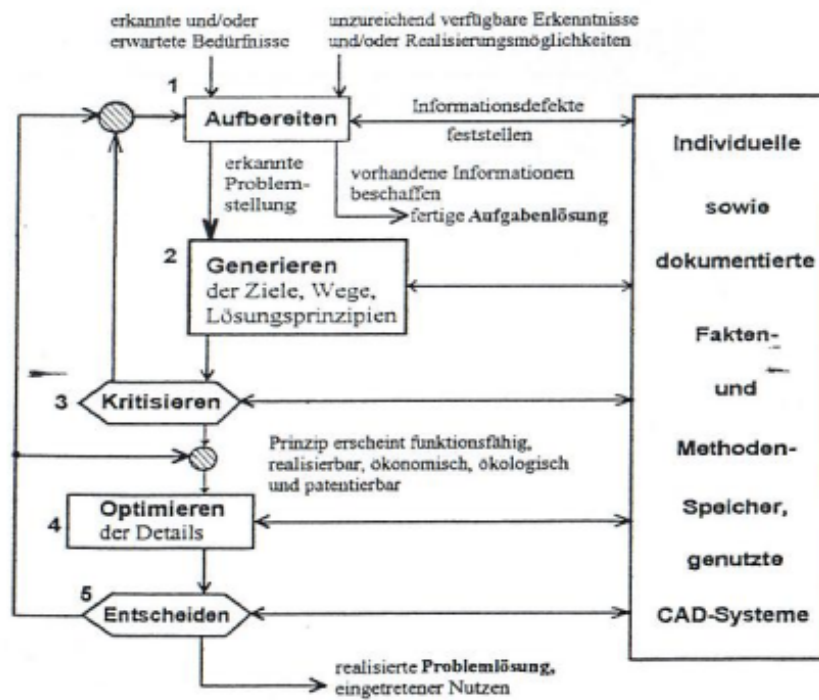 erkannte und/oder
erwartete Bedürfnisse
unzureichend verfügbare Erkenntnisse
und/oder Realisierungsmöglichkeiten
1
Aufbereiten
Informationsdefekte
feststellen
erkannte
Problem-
stellung
vorhandene Informationen
beschaffen
fertige Aufgabenlösung
2
Generieren
der Ziele, Wege,
Lösungsprinzipien
3
Kritisieren
Prinzip erscheint funktionsfähig,
realisierbar, ökonomisch, ökologisch
und patentierbar
4
Optimieren
der Details
5
Entscheiden
realisierte Problemlösung,
eingetretener Nutzen
Individuelle
sowie
dokumentierte
Fakten-
und
Methoden-
Speicher,
genutzte
CAD-Systeme